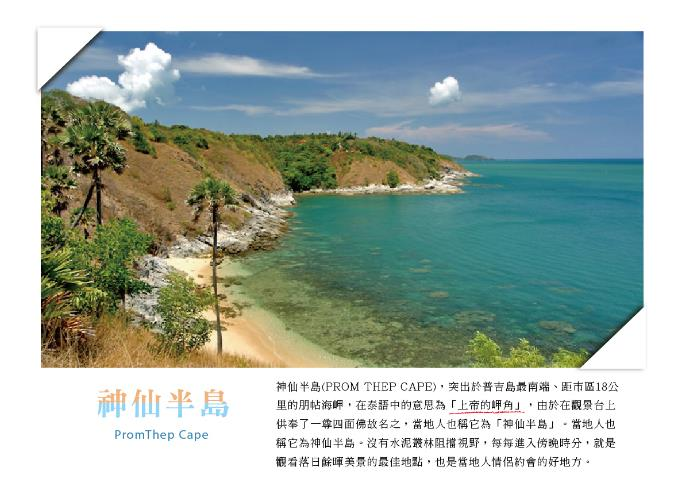 神仙半島
PromThep Cape
神仙半島(PROM THEP CAPE)，突出於普吉島最南端、距市區18公
里的朋帖海岬，在泰語中的意思為「上帝的岬角」，由於在觀景台上
供奉了一尊四面佛故名之，當地人也稱它為「神仙半島」。當地人也
稱它為神仙半島。沒有水泥叢林阻擋視野，每每進入傍晚時分，就是
觀看落日餘暉美景的最佳地點，也是當地人情侶約會的好地方。